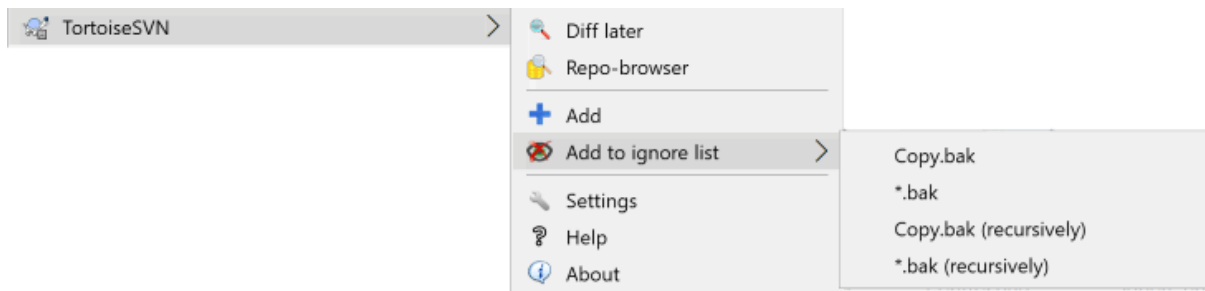 TortoiseSVN
Diff later
Repo-browser
Add
Add to ignore list
Copy.bak
*.bak
Copy.bak (recursively)
*.bak (recursively)
Settings
Help
About